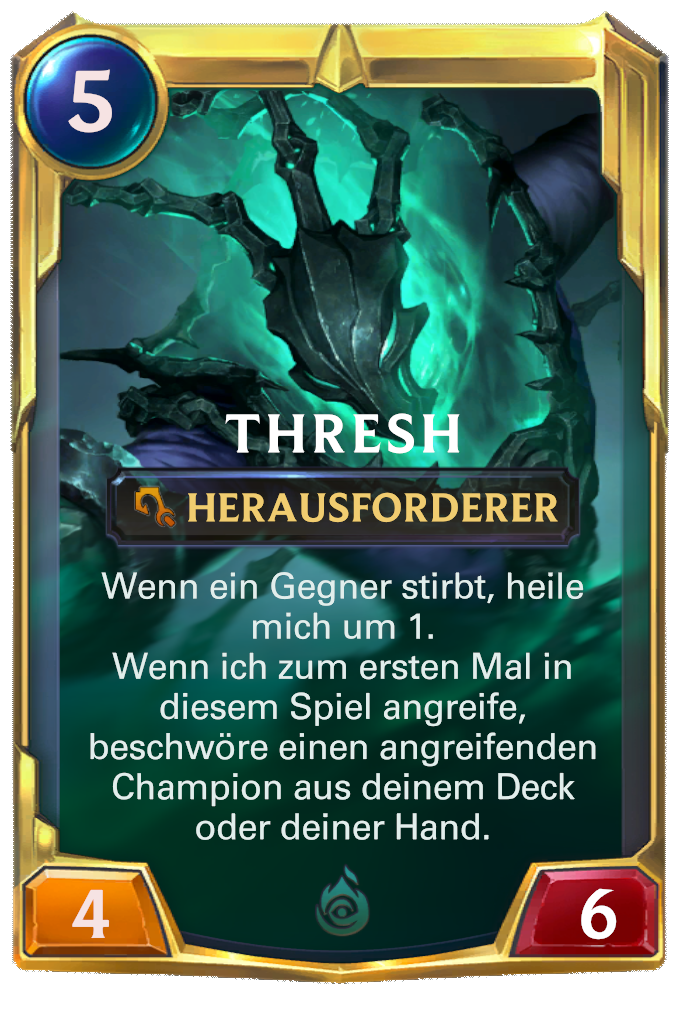 5
THRESH
HERAUSFORDERER
Wenn ein Gegner stirbt, heile
mich um 1.
Wenn ich zum ersten Mal in
diesem Spiel angreife,
beschwöre einen angreifenden
Champion aus deinem Deck
oder deiner Hand.
4
6